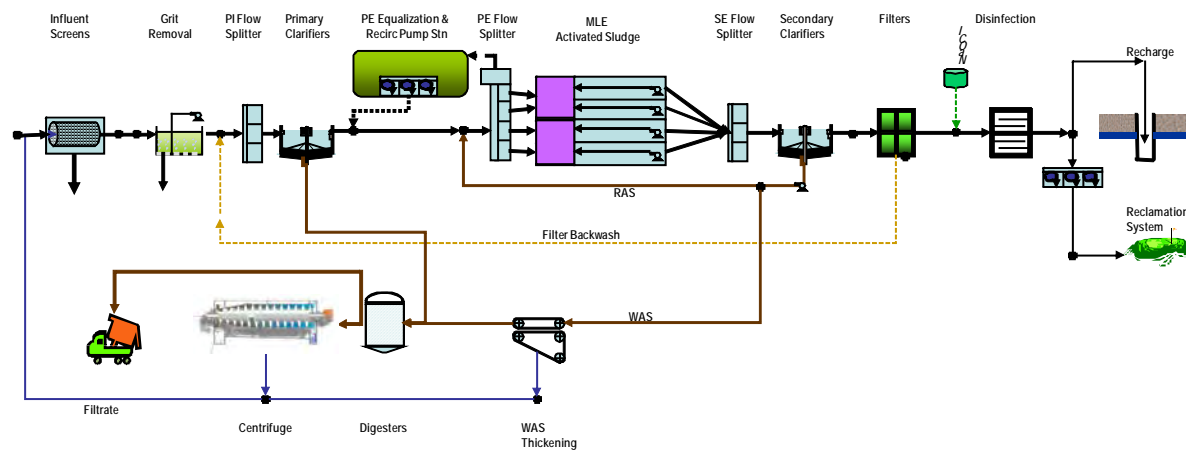 Influent
Screens
Grit
Removal
PI Flow
Splitter
Primary
Clarifiers
PE Equalization &
Recirc Pump Stn
PE Flow
Splitter
MLE
Activated Sludge
SE Flow
Splitter
Secondary
Clarifiers
Filters
Disinfection
NaOCl
Recharge
RAS
Filter Backwash
Reclamation
System
WAS
Filtrate
Centrifuge
Digesters
WAS
Thickening